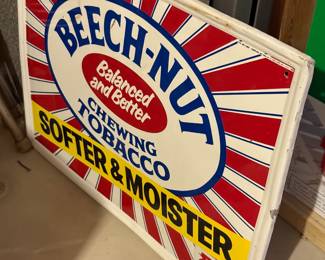 BEECH-NUT
Balanced
and Better
CHEWING
TOBACCO
SOFTER & MOISTER